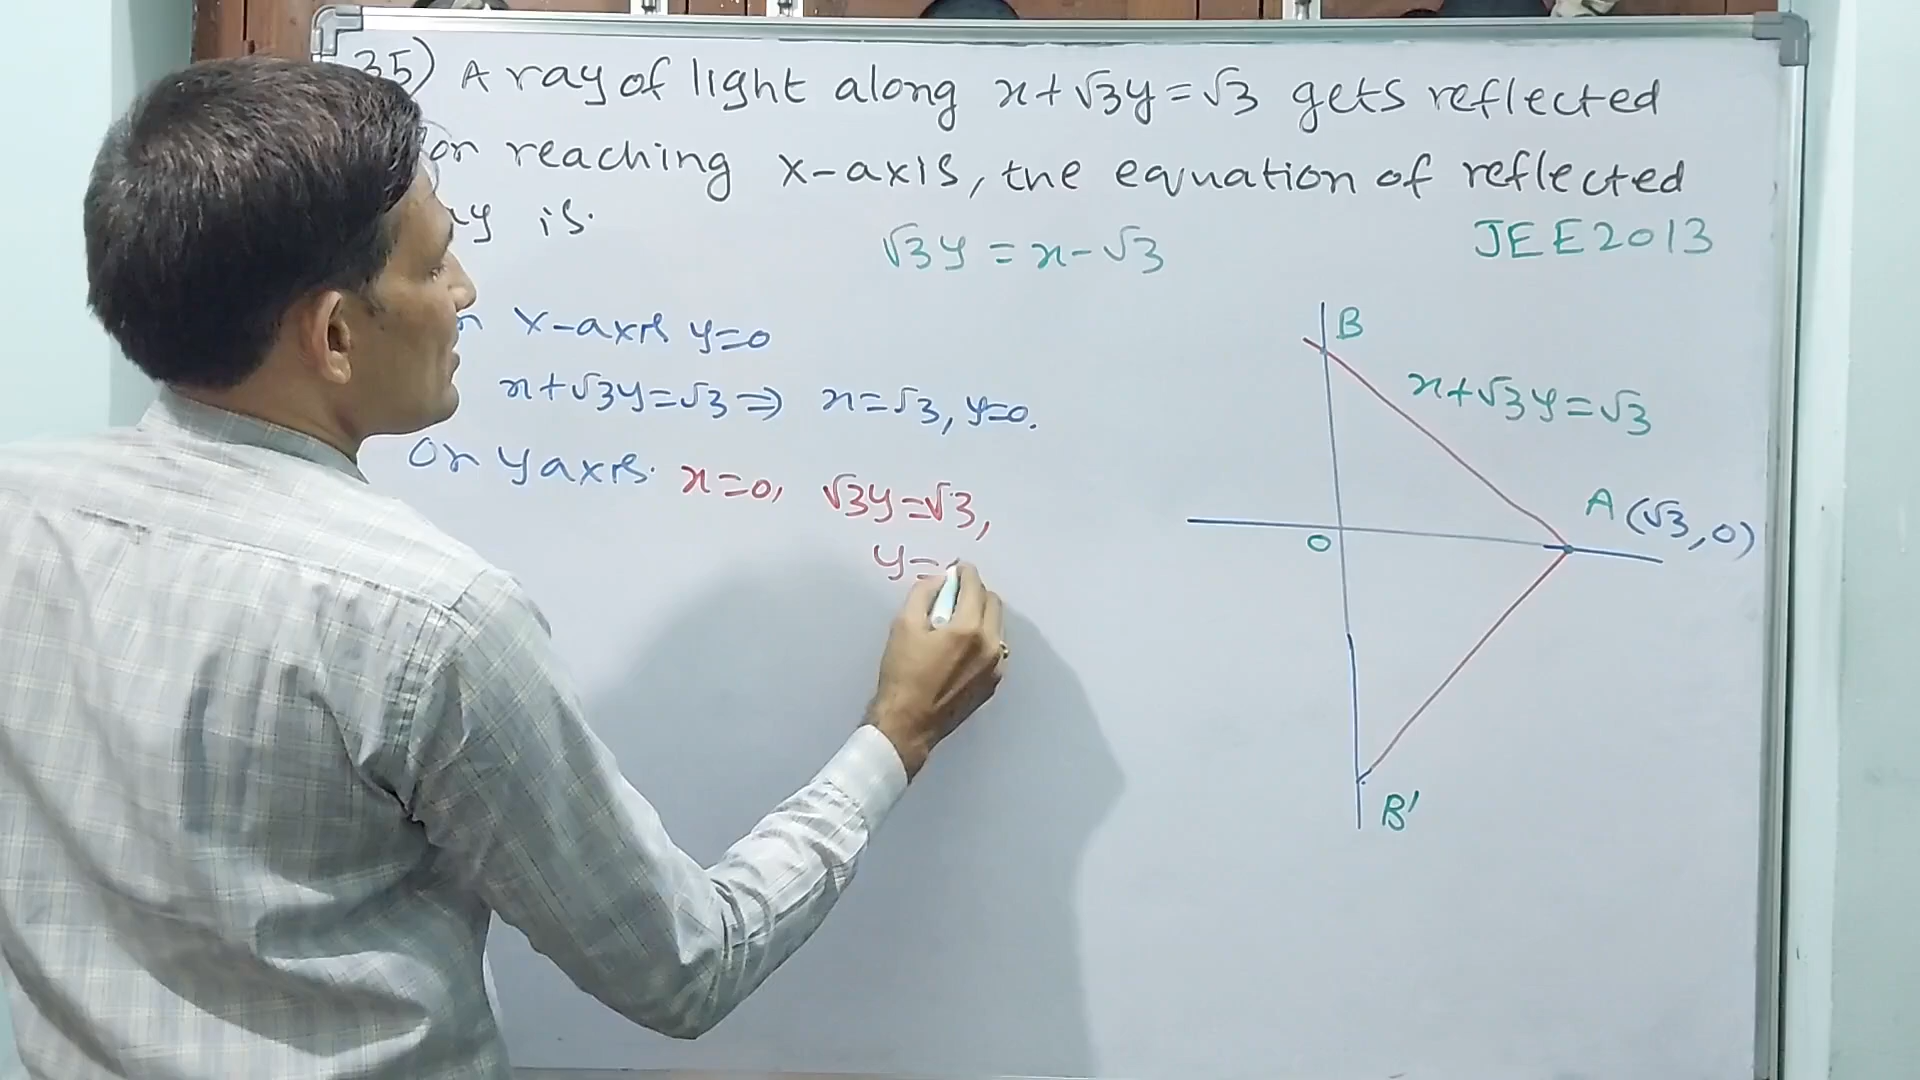 35) A ray of light along x+√3y=√3 gets reflected
reaching x-axis, the equation of reflected
is.
√3y = x-√3
JEE2013
x-axis y=0
x+√3y=√3 ⇒ x=√3, y=0.
On y axis. x=0, √3y=√3,
y=
B
x+√3y=√3
A (√3, 0)
O
B'